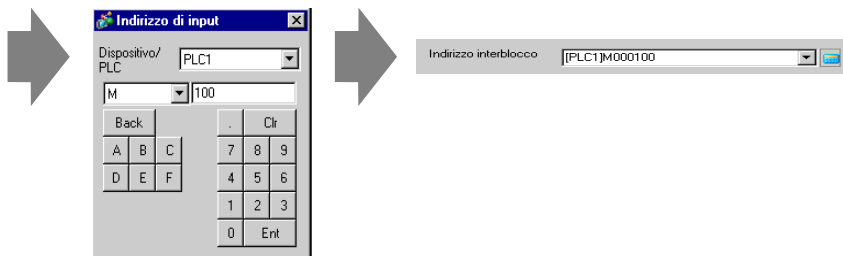 Indirizzo di input
Dispositivo/
PLC
PLC1
M
100
Back . Clr
A B C 7 8 9
D E F 4 5 6
1 2 3
0 Ent
Indirizzo interblocco
[PLC1]M000100